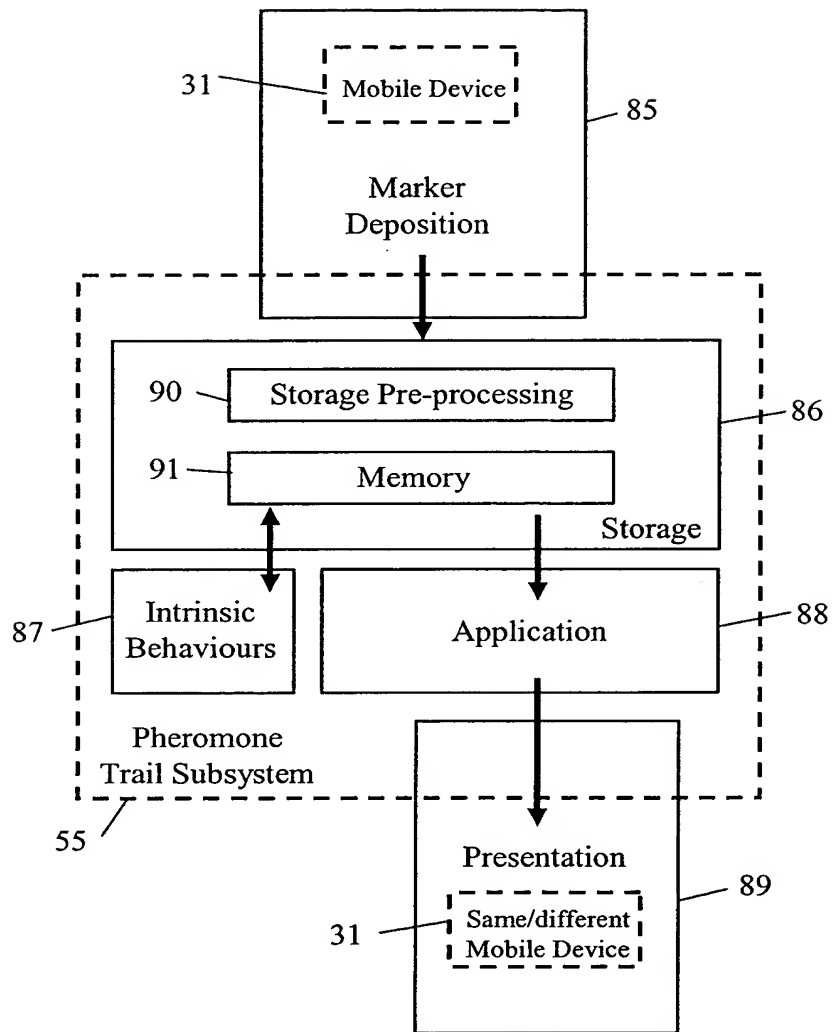 31
Mobile Device
85
Marker
Deposition
90
Storage Pre-processing
86
91
Memory
Storage
87
Intrinsic
Behaviours
Application
88
Pheromone
Trail Subsystem
55
Presentation
89
31
Same/different
Mobile Device